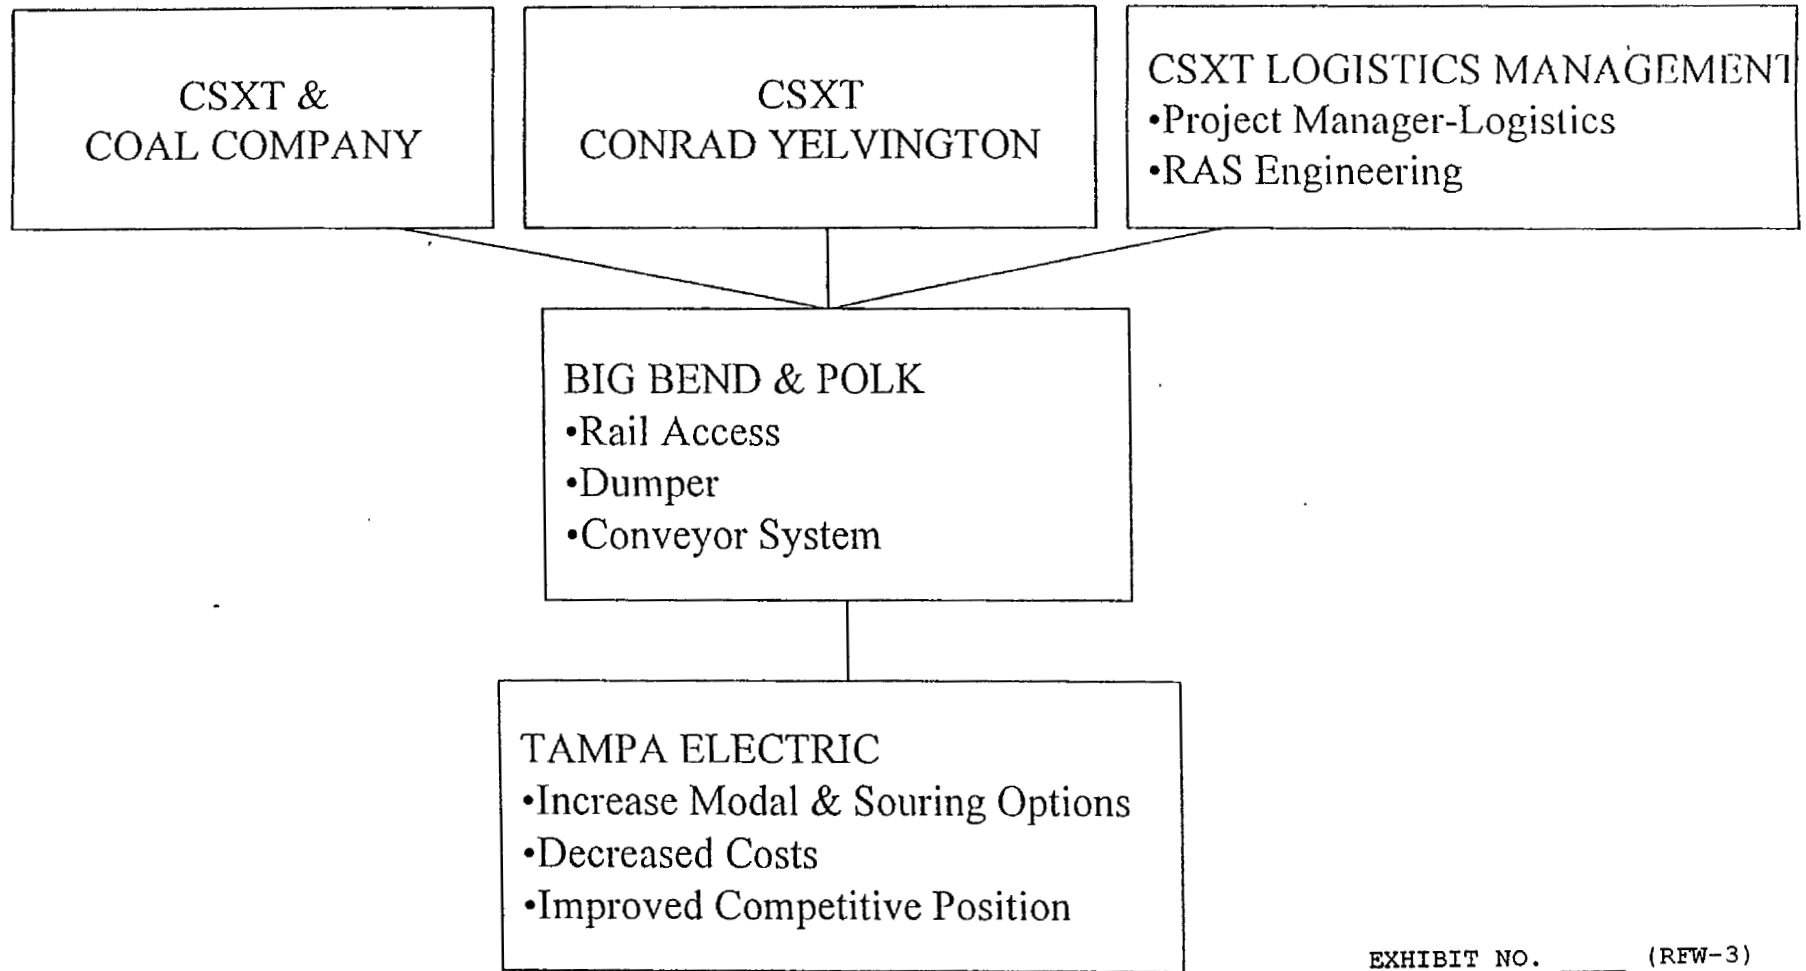 CSXT &
COAL COMPANY
CSXT
CONRAD YELVINGTON
CSXT LOGISTICS MANAGEMENT
•Project Manager-Logistics
•RAS Engineering
BIG BEND & POLK
•Rail Access
•Dumper
•Conveyor System
TAMPA ELECTRIC
•Increase Modal & Souring Options
•Decreased Costs
•Improved Competitive Position
EXHIBIT NO. ____ (RFW-3)